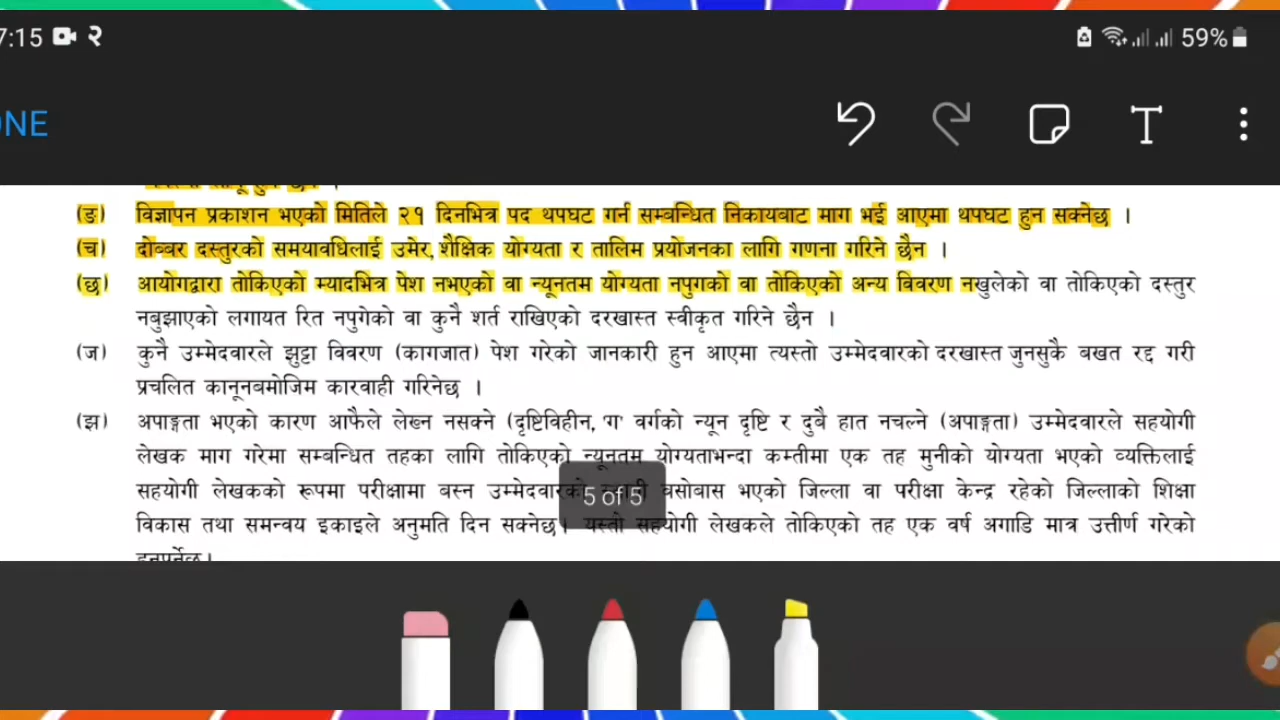 7:15 २ 59%
ONE
(ङ) विज्ञापन प्रकाशन भएको मितिले २१ दिनभित्र पद थपघट गर्न सम्बन्धित निकायबाट माग भई आएमा थपघट हुन सक्नेछ ।
(च) दोब्बर दस्तुरको समयावधिलाई उमेर, शैक्षिक योग्यता र तालिम प्रयोजनका लागि गणना गरिने छैन ।
(छ) आयोगद्वारा तोकिएको म्यादभित्र पेश नभएको वा न्यूनतम योग्यता नपुगको वा तोकिएको अन्य विवरण नखुलेको वा तोकिएको दस्तुर
नबुझाएको लगायत रित नपुगेको वा कुनै शर्त राखिएको दरखास्त स्वीकृत गरिने छैन ।
(ज) कुनै उम्मेदवारले झुट्टा विवरण (कागजात) पेश गरेको जानकारी हुन आएमा त्यस्तो उम्मेदवारको दरखास्त जुनसुकै बखत रद्द गरी
प्रचलित कानूनबमोजिम कारवाही गरिनेछ ।
(झ) अपाङ्गता भएको कारण आफैले लेख्न नसक्ने (दृष्टिविहीन, 'ग' वर्गको न्यून दृष्टि र दुबै हात नचल्ने (अपाङ्गता) उम्मेदवारले सहयोगी
लेखक माग गरेमा सम्बन्धित तहका लागि तोकिएको न्यूनतम योग्यताभन्दा कम्तीमा एक तह मुनीको योग्यता भएको व्यक्तिलाई
सहयोगी लेखकको रूपमा परीक्षामा बस्न उम्मेदवारको स्थायी वसोबास भएको जिल्ला वा परीक्षा केन्द्र रहेको जिल्लाको शिक्षा
5 of 5
विकास तथा समन्वय इकाइले अनुमति दिन सक्नेछ। यस्तो सहयोगी लेखकले तोकिएको तह एक वर्ष अगाडि मात्र उत्तीर्ण गरेको